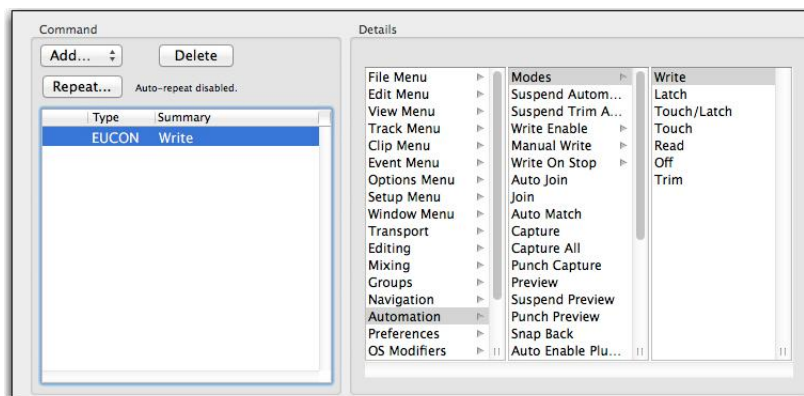 Command
Add...
Delete
Repeat...
Auto-repeat disabled.
Type Summary
EUCON Write
Details
File Menu
Edit Menu
View Menu
Track Menu
Clip Menu
Event Menu
Options Menu
Setup Menu
Window Menu
Transport
Editing
Mixing
Groups
Navigation
Automation
Preferences
OS Modifiers
Modes
Suspend Autom...
Suspend Trim A...
Write Enable
Manual Write
Write On Stop
Auto Join
Join
Auto Match
Capture
Capture All
Punch Capture
Preview
Suspend Preview
Punch Preview
Snap Back
Auto Enable Plu...
Write
Latch
Touch/Latch
Touch
Read
Off
Trim